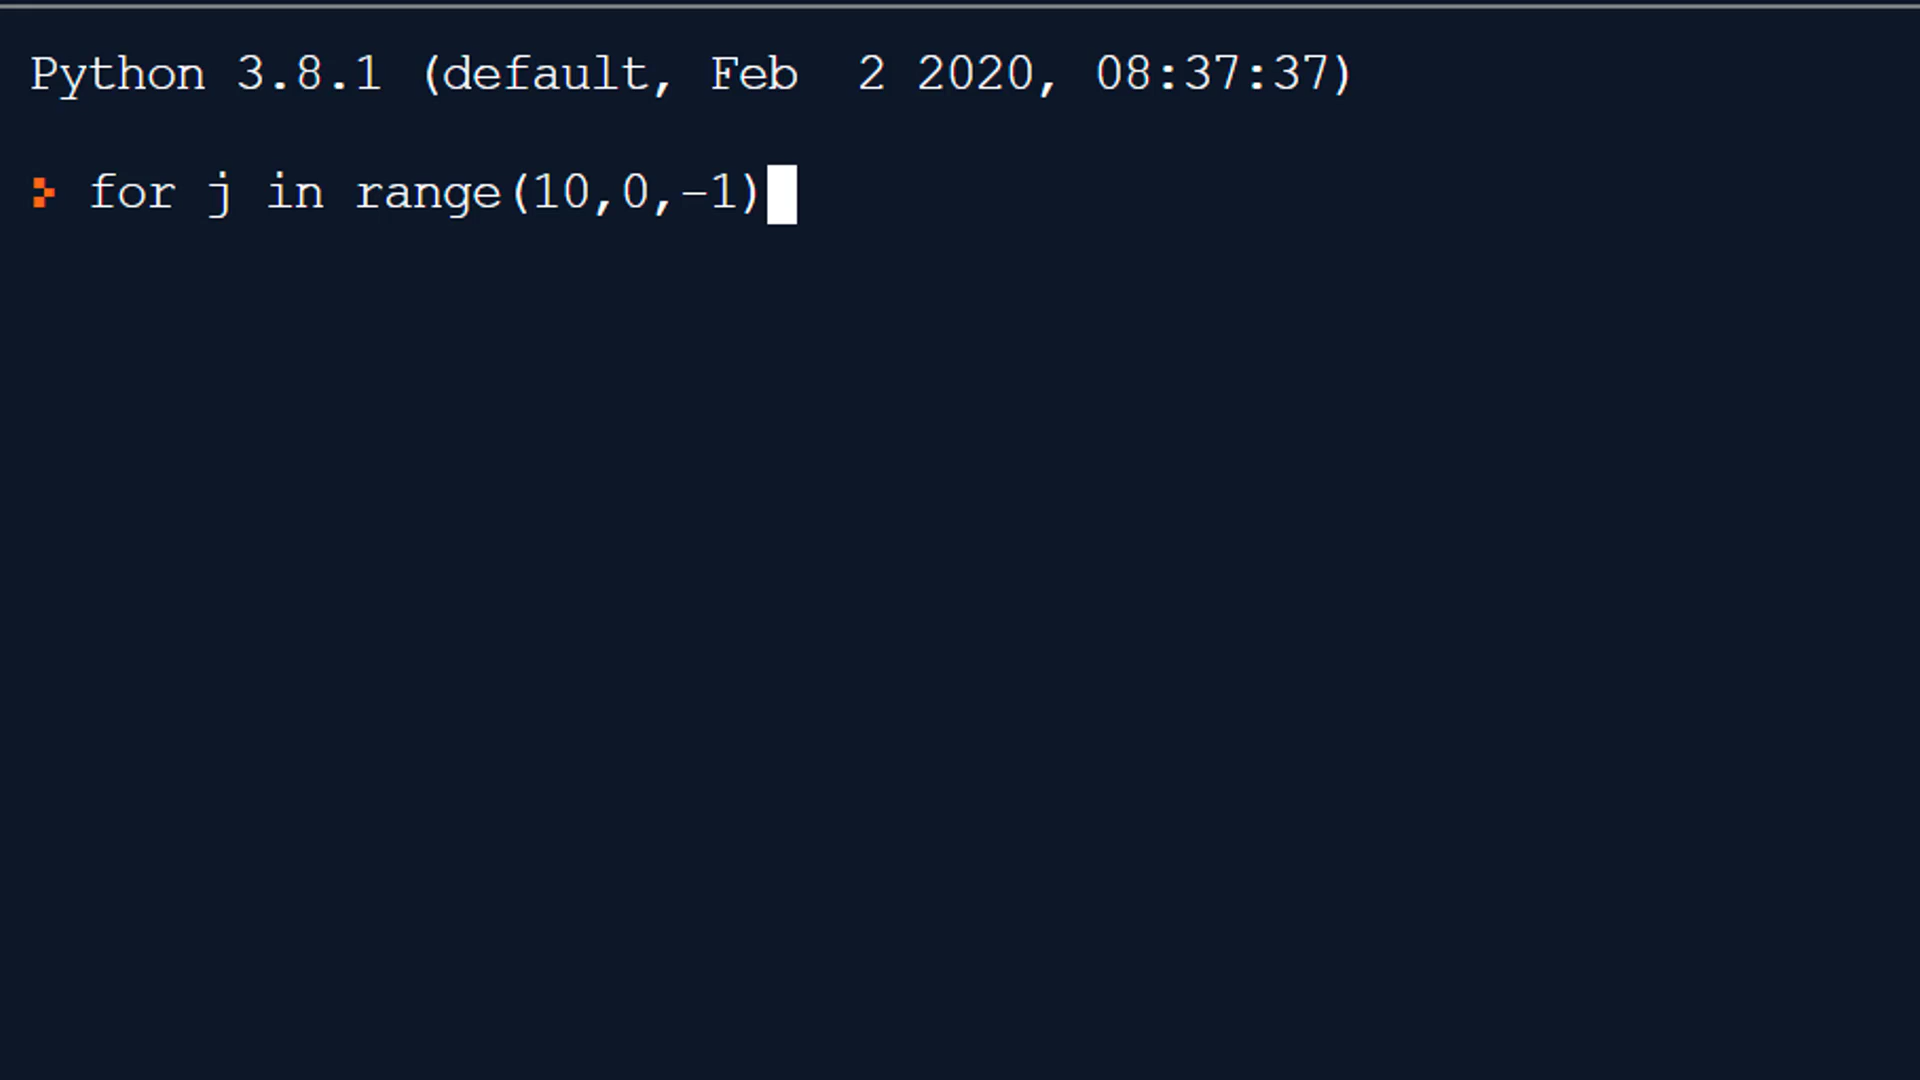 Python 3.8.1 (default, Feb  2 2020, 08:37:37)
 for j in range(10,0,-1)